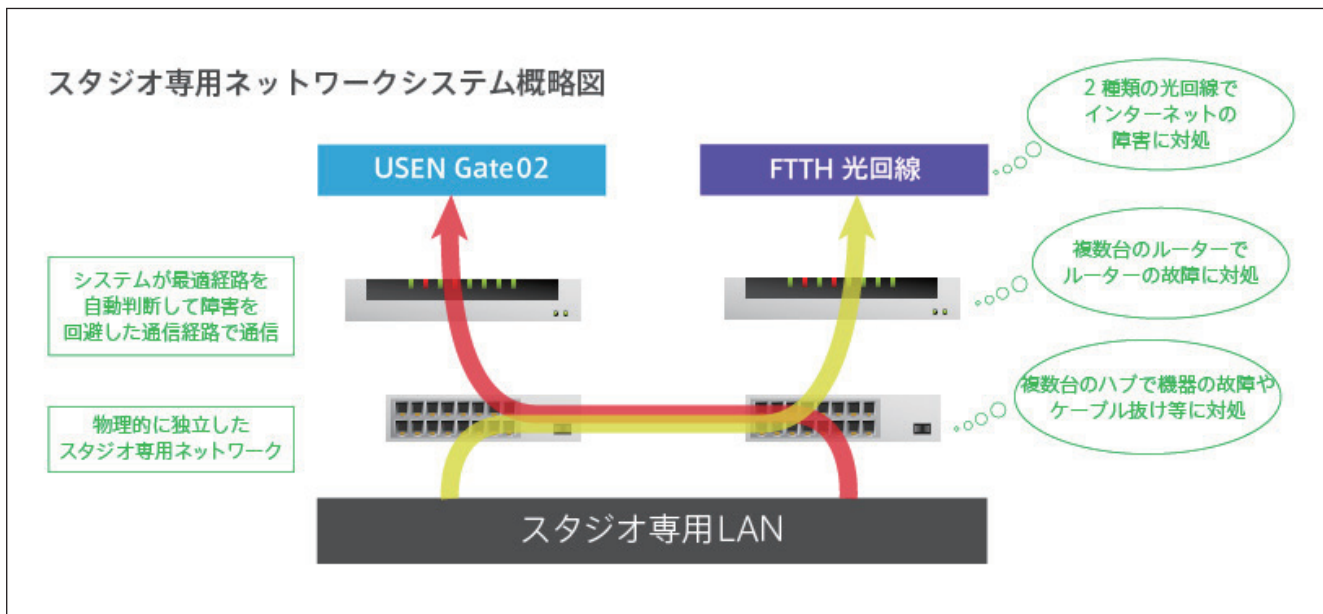 スタジオ専用ネットワークシステム概略図
2 種類の光回線で
インターネットの
障害に対処
USEN Gate02
FTTH 光回線
システムが最適経路を
自動判断して障害を
回避した通信経路で通信
複数台のルーターで
ルーターの故障に対処
物理的に独立した
スタジオ専用ネットワーク
複数台のハブで機器の故障や
ケーブル抜け等に対処
スタジオ専用LAN